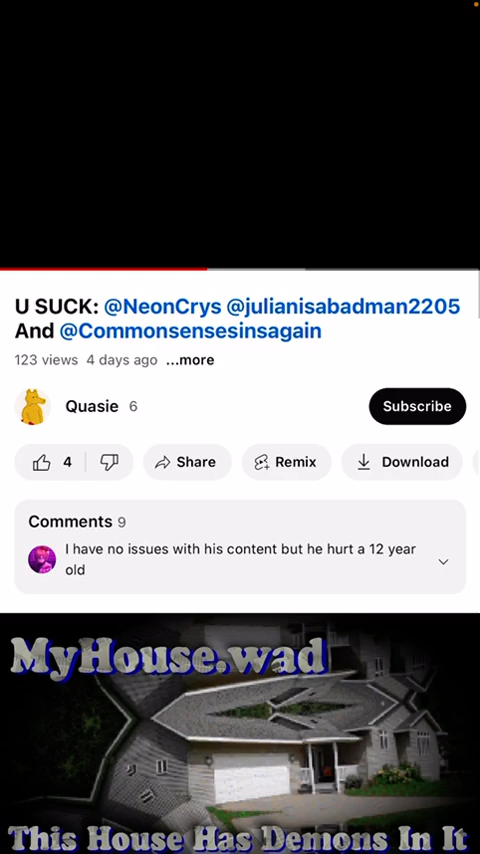 U SUCK: @NeonCrys @julianisabadman2205
And @Commonsensesinsagain
123 views 4 days ago ...more
Quasie 6
Subscribe
4 Share Remix Download
Comments 9
I have no issues with his content but he hurt a 12 year
old
MyHouse.wad
This House Has Demons In It